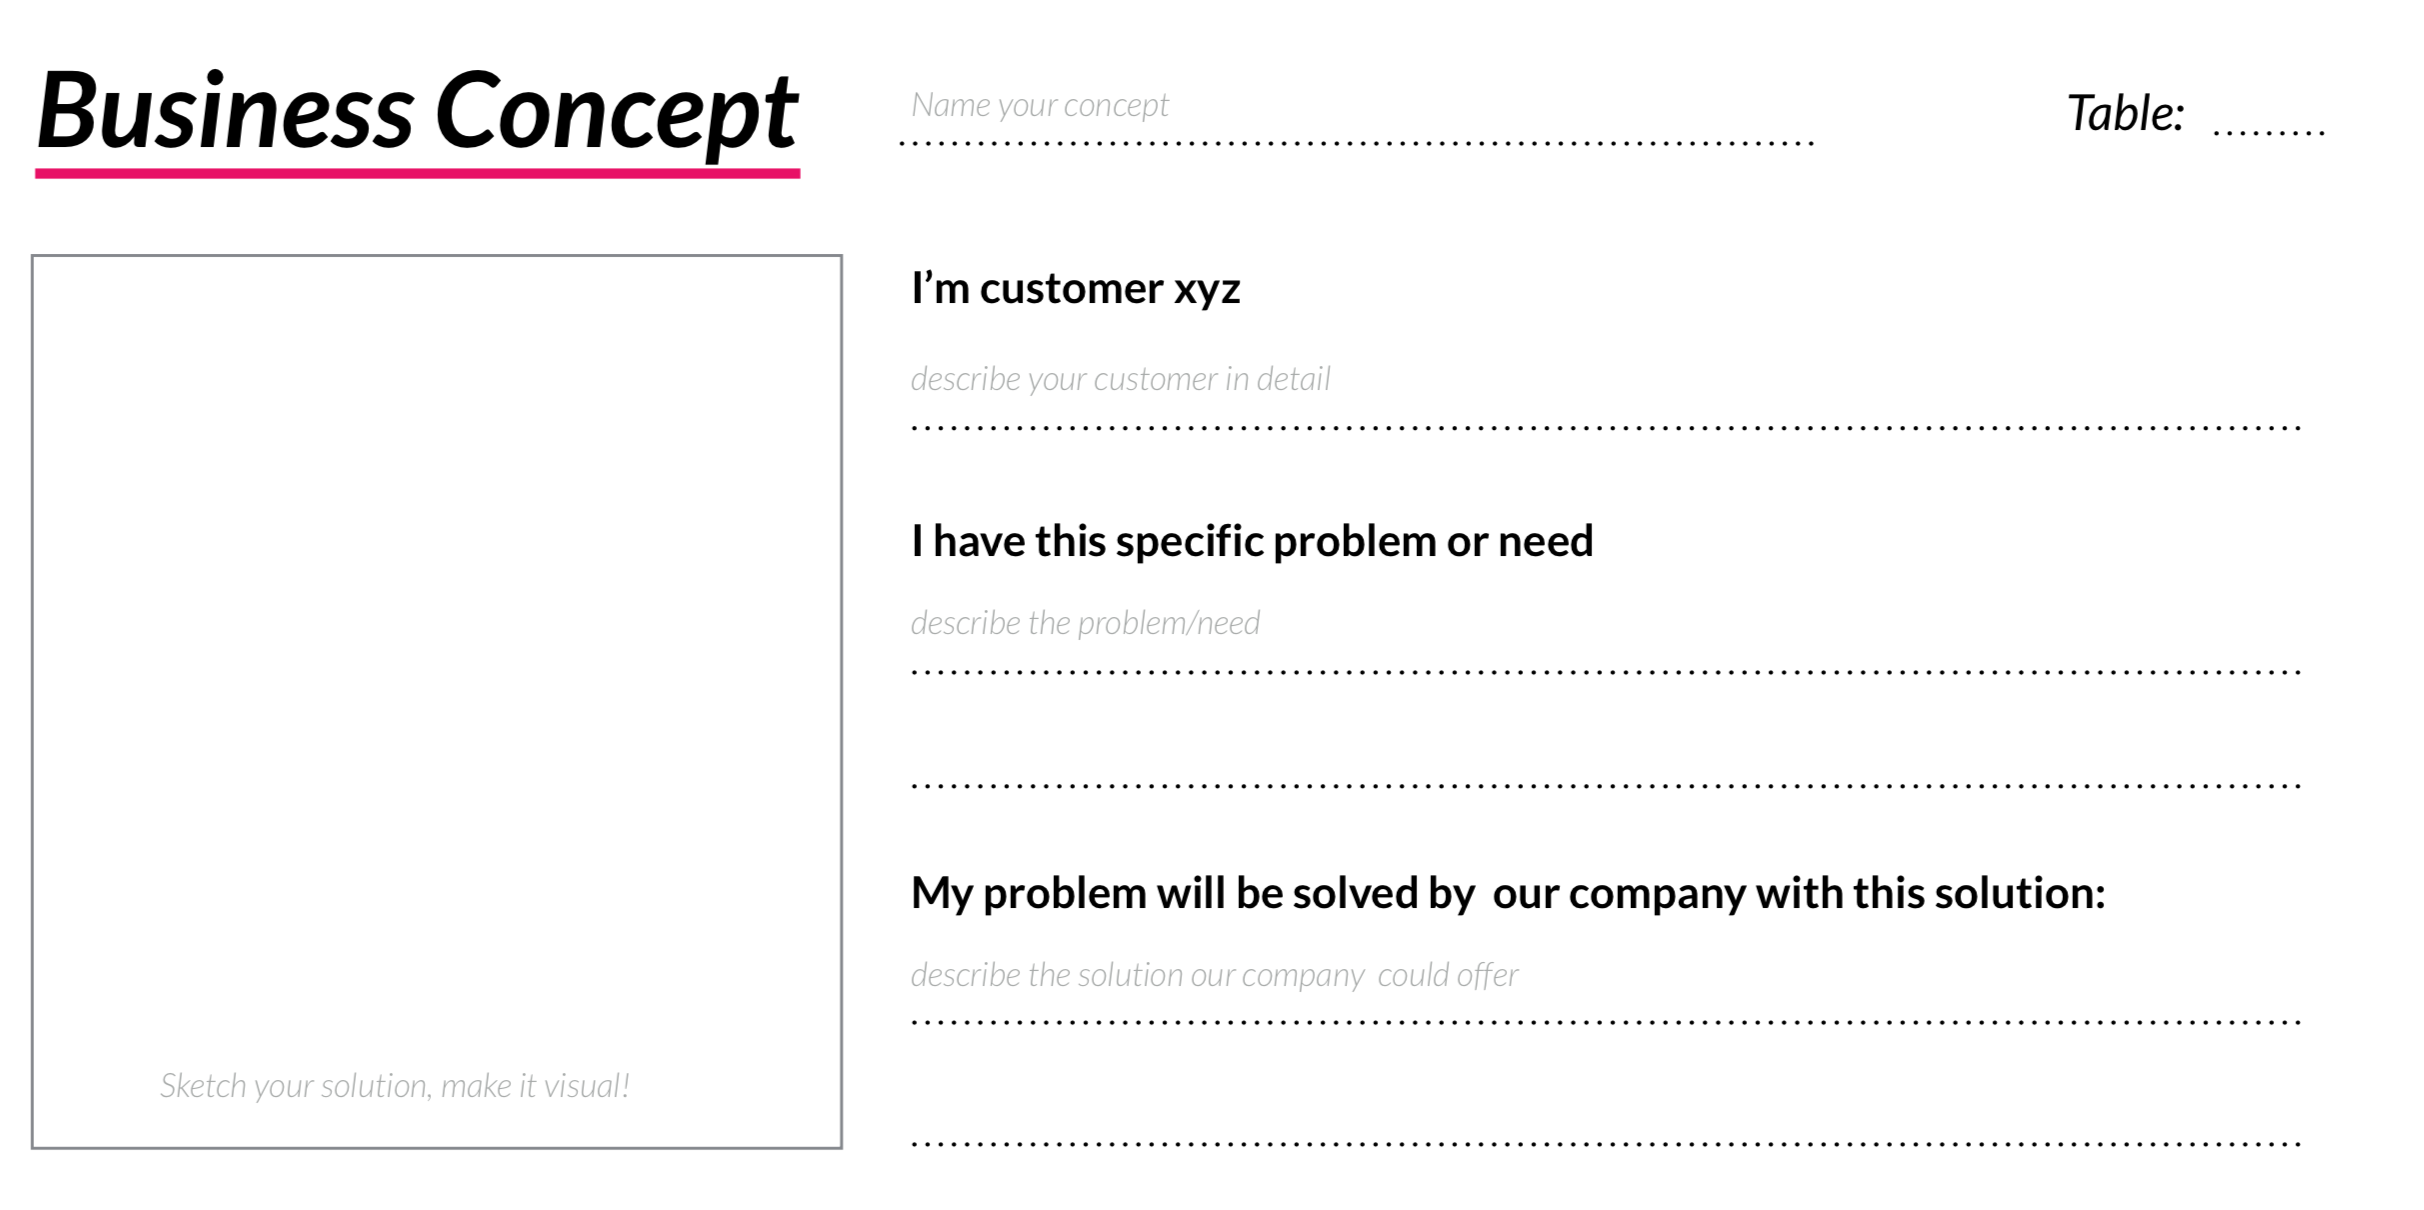 Business Concept
Name your concept
Table: .........
I’m customer xyz
describe your customer in detail
I have this specific problem or need
describe the problem/need
My problem will be solved by  our company with this solution:
describe the solution our company  could offer
Sketch your solution, make it visual!